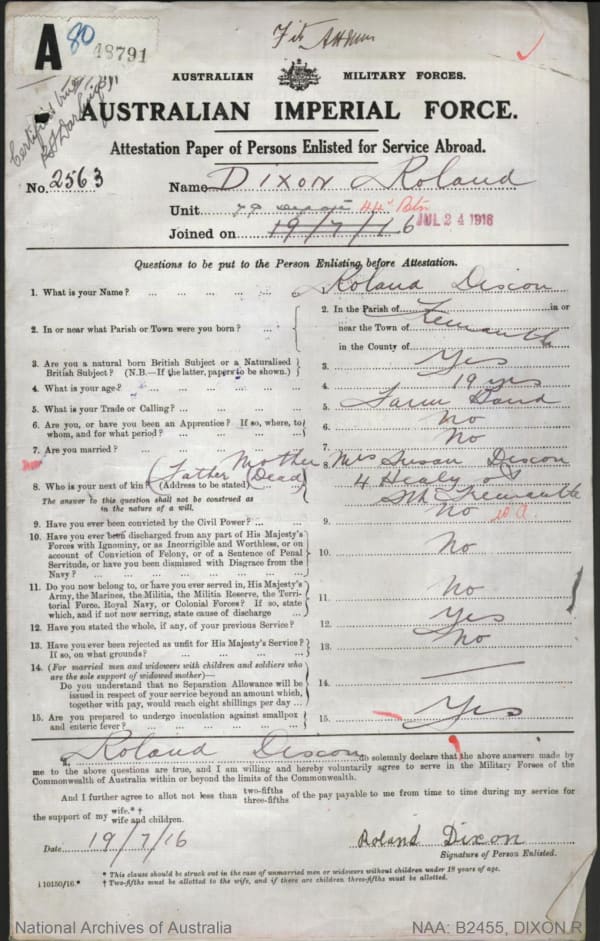 A
80
48791
Fit
AUSTRALIAN MILITARY FORCES.
AUSTRALIAN IMPERIAL FORCE.
Attestation Paper of Persons Enlisted for Service Abroad.
No. 2563 Name Dixon Roland
Unit 78 Depot 44th Batn
Joined on 19/7/16 JUL 24 1916
Questions to be put to the Person Enlisting before Attestation.
1. What is your Name? ... Roland Dixon
2. In or near what Parish or Town were you born? ... 2. In the Parish of in or
near the Town of Fremantle
in the County of
3. Are you a natural born British Subject or a Naturalised
British Subject? (N.B.—If the latter, papers to be shown.) 3. Yes
4. What is your age? 4. 19 yrs
5. What is your Trade or Calling? ... 5. Farm Hand
6. Are you, or have you been an Apprentice? If so, where, to
whom, and for what period? ... 6. No
7. Are you married? ... 7. No
(Father Mother Dead) 8. Mrs Susan Dixon
8. Who is your next of kin? (Address to be stated) 4 Healy
The answer to this question shall not be construed as
in the nature of a will. Sth Fremantle
W A
9. Have you ever been convicted by the Civil Power? ... 9. No
10. Have you ever been discharged from any part of His Majesty's
Forces with Ignominy, or as Incorrigible and Worthless, or on
account of Conviction of Felony, or of a Sentence of Penal
Servitude, or have you been Dismissed with Disgrace from the
Navy? ... 10. No
11. Do you now belong to, or have you ever served in, His Majesty's
Army, the Marines, the Militia, the Militia Reserve, the Terri-
torial Force, Royal Navy, or Colonial Forces? If so, state
which, and if not now serving, state cause of discharge ... 11. No
12. Have you stated the whole, if any, of your previous Service? 12. Yes
13. Have you ever been rejected as unfit for His Majesty's Service?
If so, on what grounds? ... 13. No
14. (For married men and widowers with children and soldiers who
are the sole support of widowed mother)—
Do you understand that no Separation Allowance will be
issued in respect of your service beyond an amount which,
together with pay, would reach eight shillings per day ... 14. —
15. Are you prepared to undergo inoculation against smallpox
and enteric fever? ... 15. Yes
I, Roland Dixon do solemnly declare that the above answers made by
me to the above questions are true, and I am willing and hereby voluntarily agree to serve in the Military Forces of the
Commonwealth of Australia within or beyond the limits of the Commonwealth.
And I further agree to allot not less than two-fifths three-fifths of the pay payable to me from time to time during my service for
the support of my wife.* † wife and children.
Date 19/7/16 Roland Dixon
Signature of Person Enlisted.
* This clause should be struck out in the case of unmarried men or widowers without children under 18 years of age.
i 10150/16.* † Two-fifths must be allotted to the wife, and if there are children three-fifths must be allotted.
National Archives of Australia NAA: B2455, DIXON R